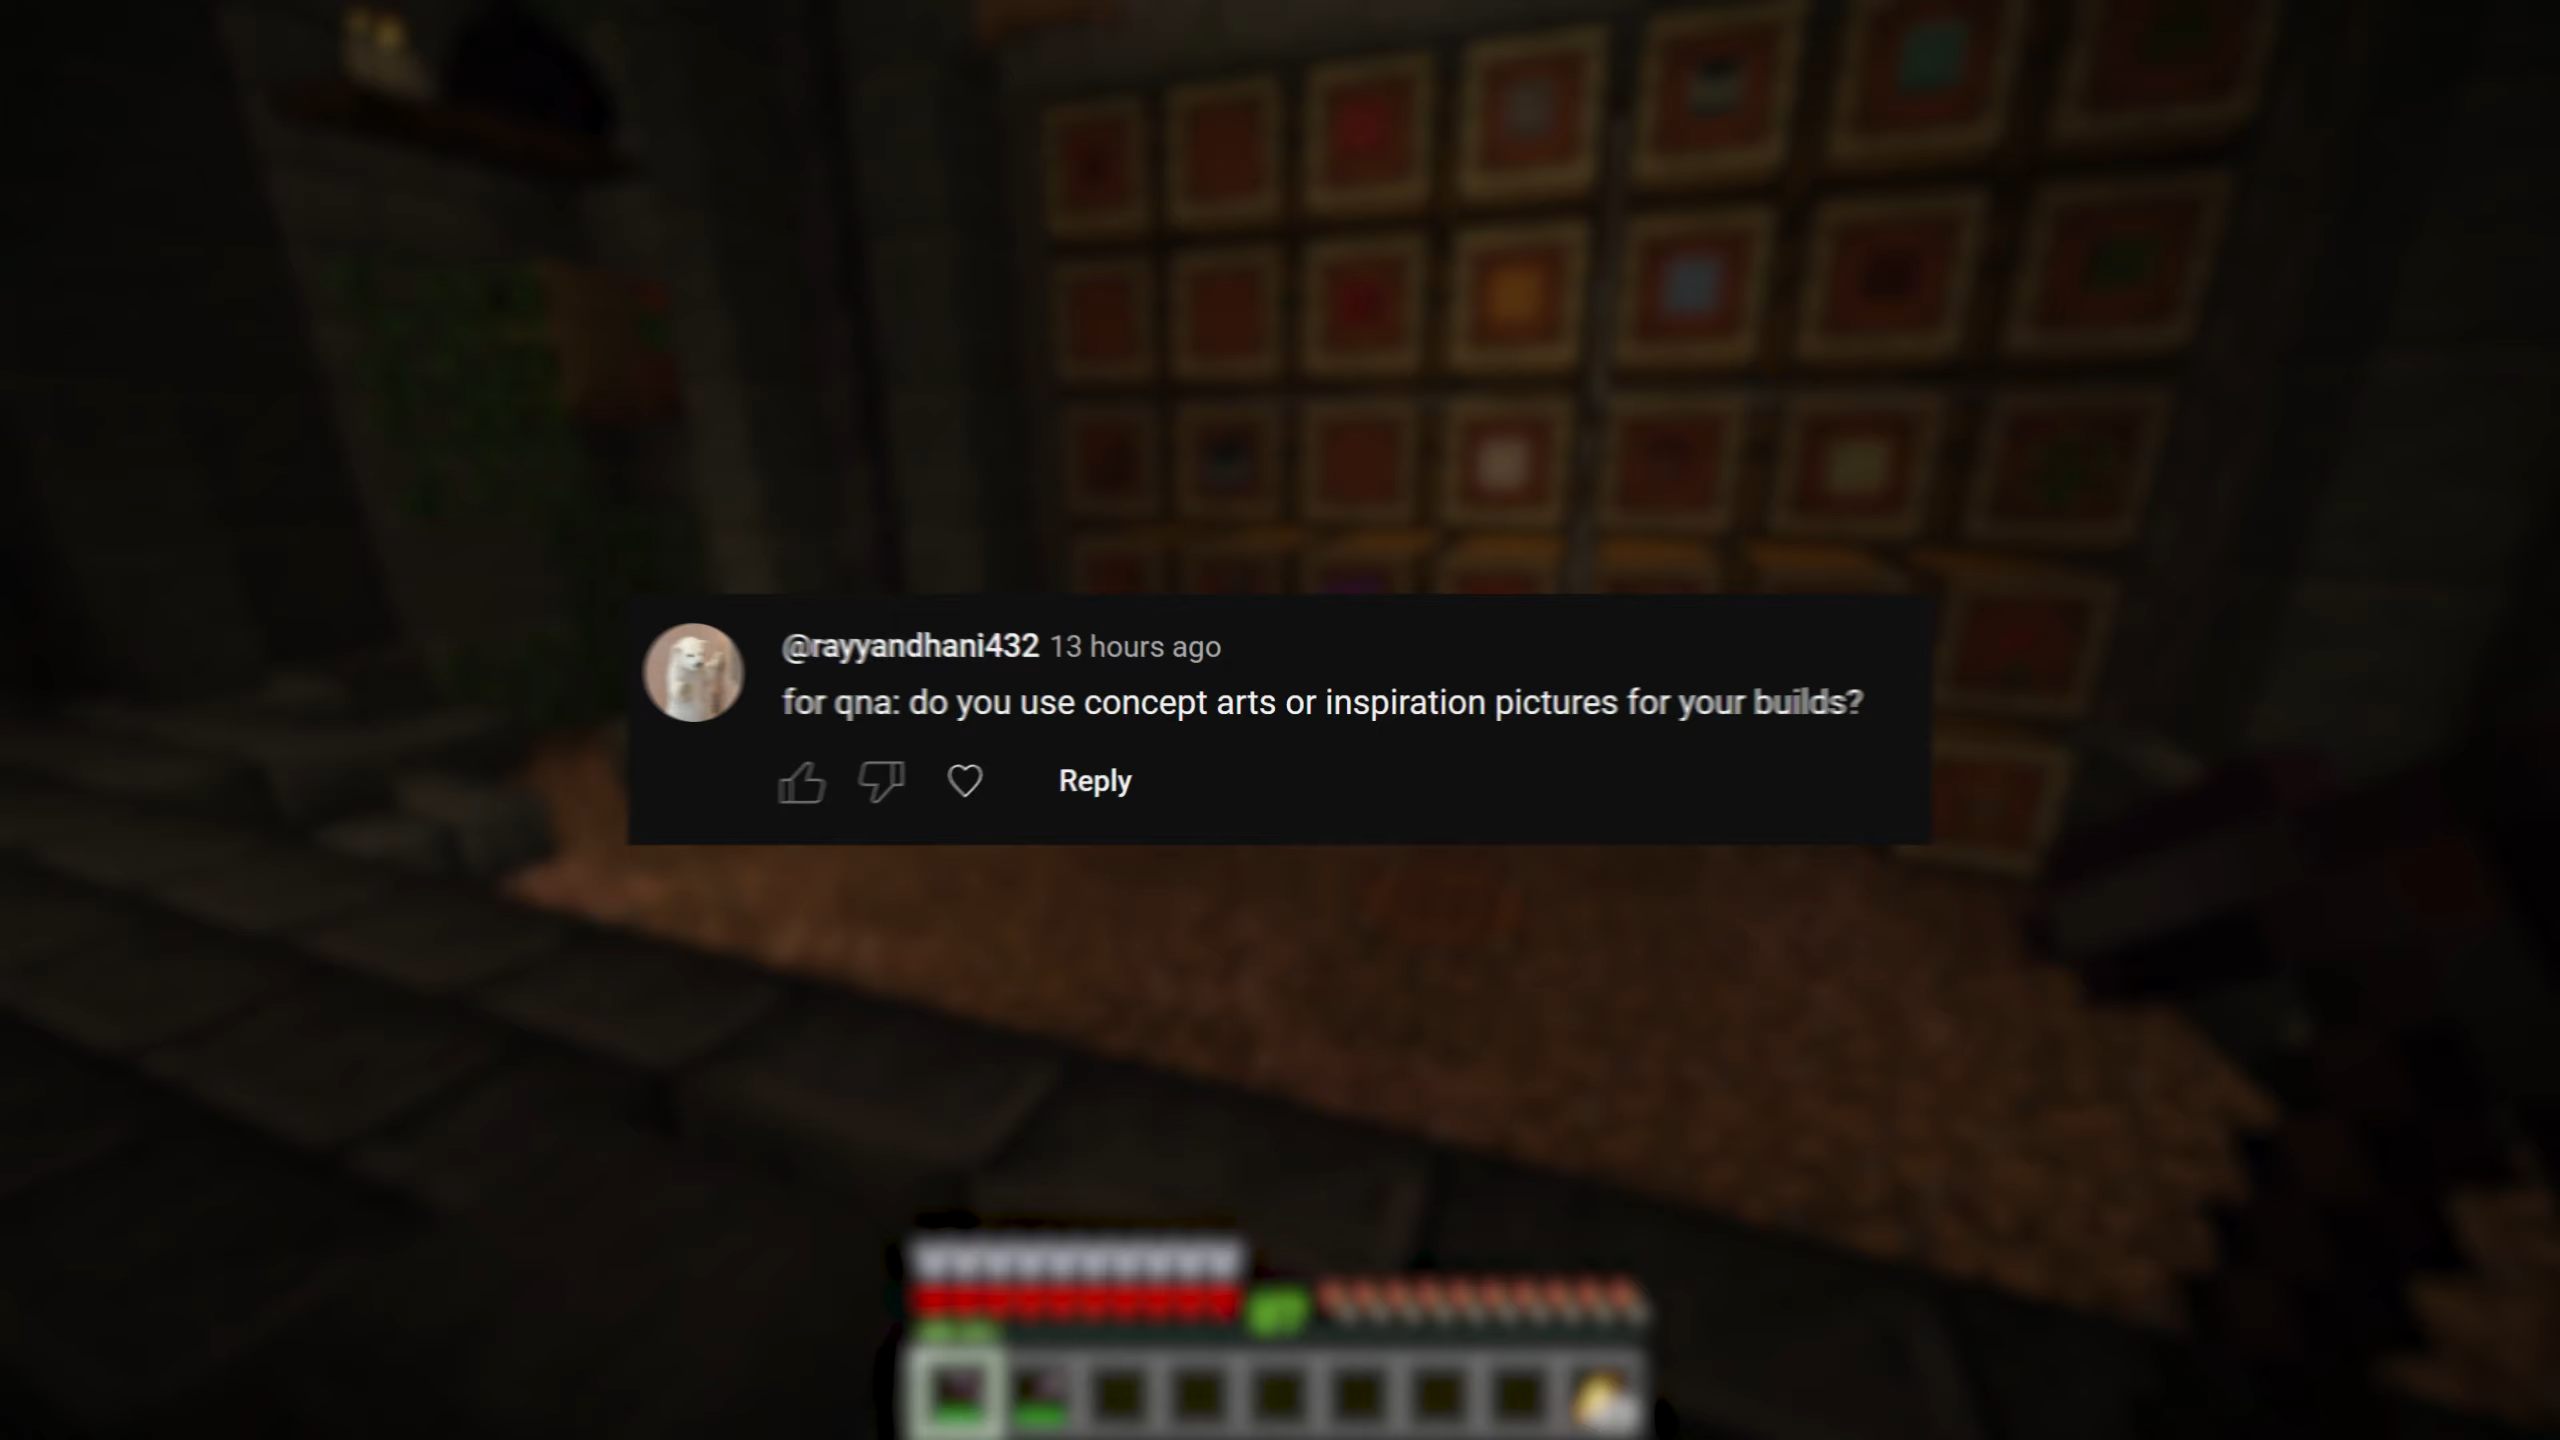 @rayyandhani432 13 hours ago
for qna: do you use concept arts or inspiration pictures for your builds?
Reply